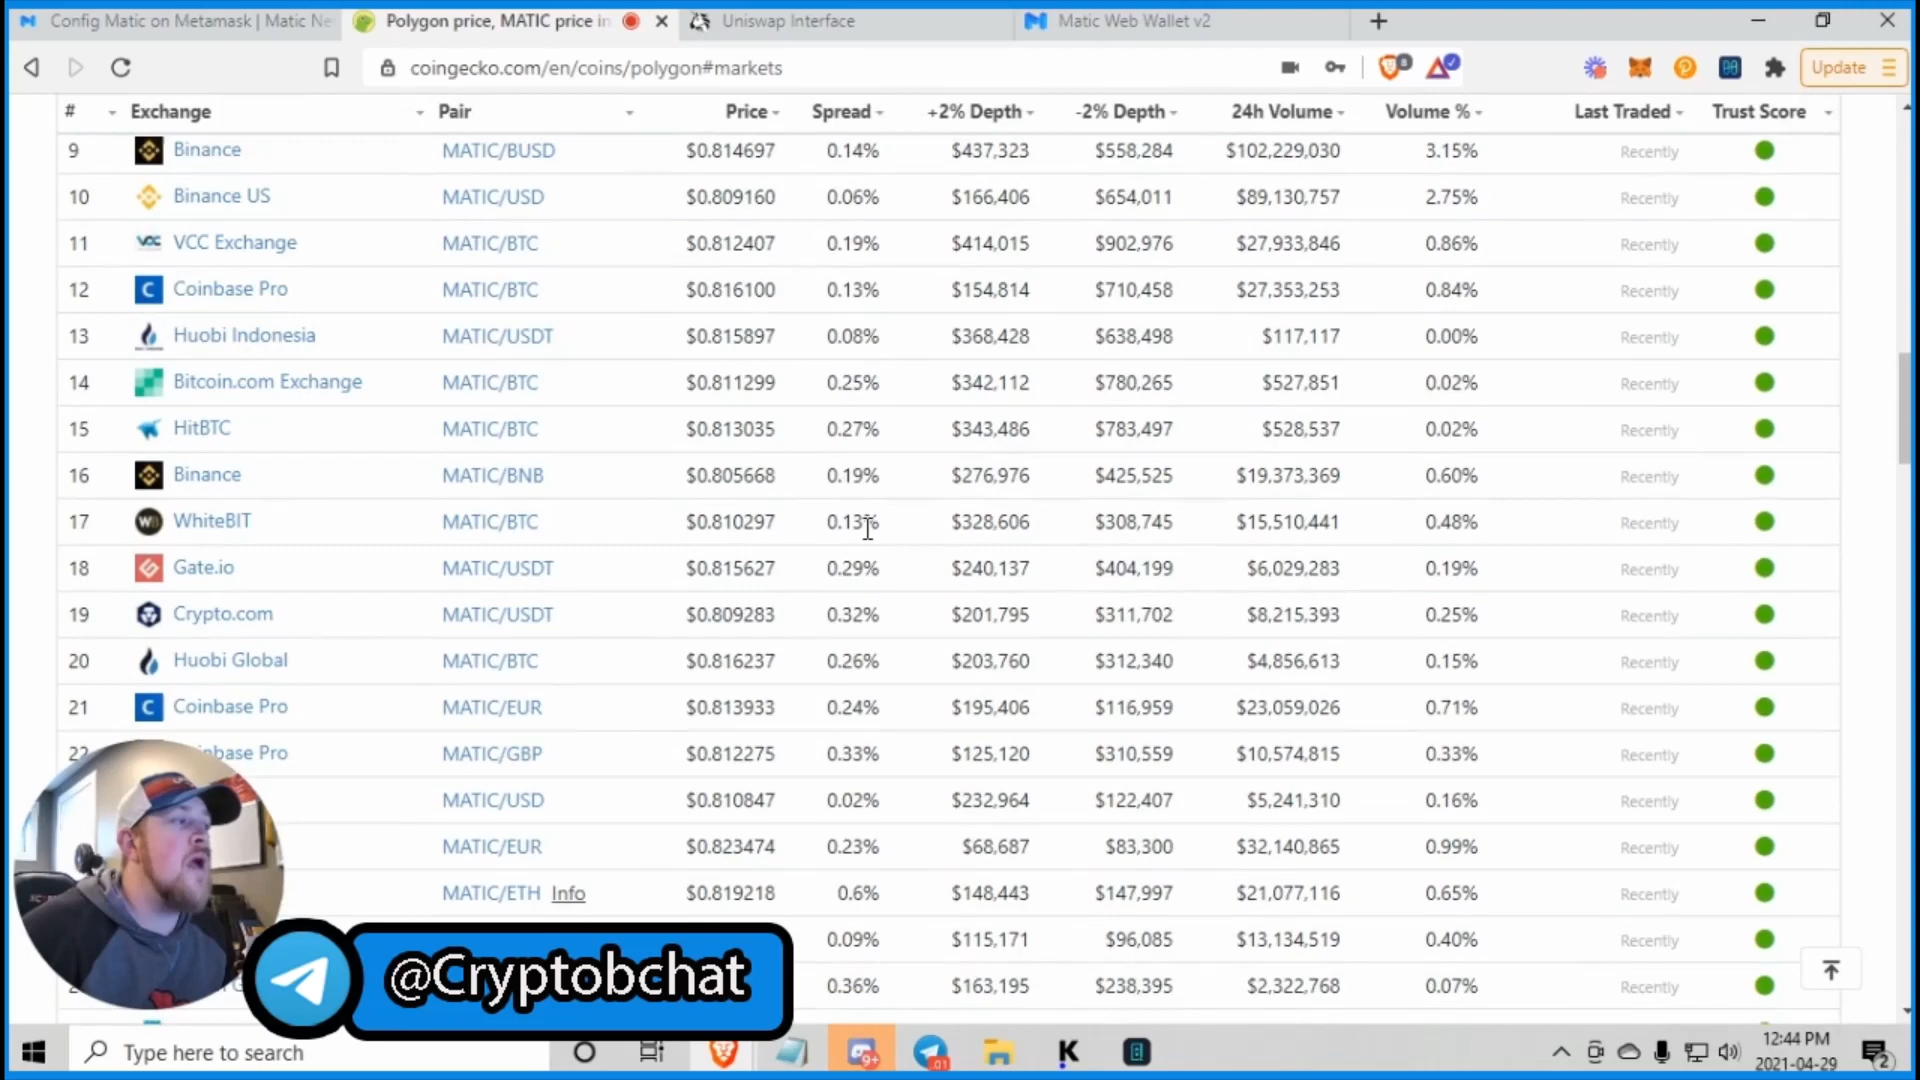 Config Matic on Metamask | Matic Ne
Polygon price, MATIC price in
Uniswap Interface
Matic Web Wallet v2
coingecko.com/en/coins/polygon#markets
8
Update
# Exchange Pair Price Spread +2% Depth -2% Depth 24h Volume Volume % Last Traded Trust Score
9 Binance MATIC/BUSD $0.814697 0.14% $437,323 $558,284 $102,229,030 3.15% Recently
10 Binance US MATIC/USD $0.809160 0.06% $166,406 $654,011 $89,130,757 2.75% Recently
11 VCC VCC Exchange MATIC/BTC $0.812407 0.19% $414,015 $902,976 $27,933,846 0.86% Recently
12 C Coinbase Pro MATIC/BTC $0.816100 0.13% $154,814 $710,458 $27,353,253 0.84% Recently
13 Huobi Indonesia MATIC/USDT $0.815897 0.08% $368,428 $638,498 $117,117 0.00% Recently
14 Bitcoin.com Exchange MATIC/BTC $0.811299 0.25% $342,112 $780,265 $527,851 0.02% Recently
15 HitBTC MATIC/BTC $0.813035 0.27% $343,486 $783,497 $528,537 0.02% Recently
16 Binance MATIC/BNB $0.805668 0.19% $276,976 $425,525 $19,373,369 0.60% Recently
17 WB WhiteBIT MATIC/BTC $0.810297 0.13% $328,606 $308,745 $15,510,441 0.48% Recently
18 Gate.io MATIC/USDT $0.815627 0.29% $240,137 $404,199 $6,029,283 0.19% Recently
19 Crypto.com MATIC/USDT $0.809283 0.32% $201,795 $311,702 $8,215,393 0.25% Recently
20 Huobi Global MATIC/BTC $0.816237 0.26% $203,760 $312,340 $4,856,613 0.15% Recently
21 C Coinbase Pro MATIC/EUR $0.813933 0.24% $195,406 $116,959 $23,059,026 0.71% Recently
22 nbase Pro MATIC/GBP $0.812275 0.33% $125,120 $310,559 $10,574,815 0.33% Recently
MATIC/USD $0.810847 0.02% $232,964 $122,407 $5,241,310 0.16% Recently
MATIC/EUR $0.823474 0.23% $68,687 $83,300 $32,140,865 0.99% Recently
MATIC/ETH Info $0.819218 0.6% $148,443 $147,997 $21,077,116 0.65% Recently
0.09% $115,171 $96,085 $13,134,519 0.40% Recently
0.36% $163,195 $238,395 $2,322,768 0.07% Recently
@Cryptobchat
Type here to search
9+
91
K
12:44 PM
2021-04-29
2